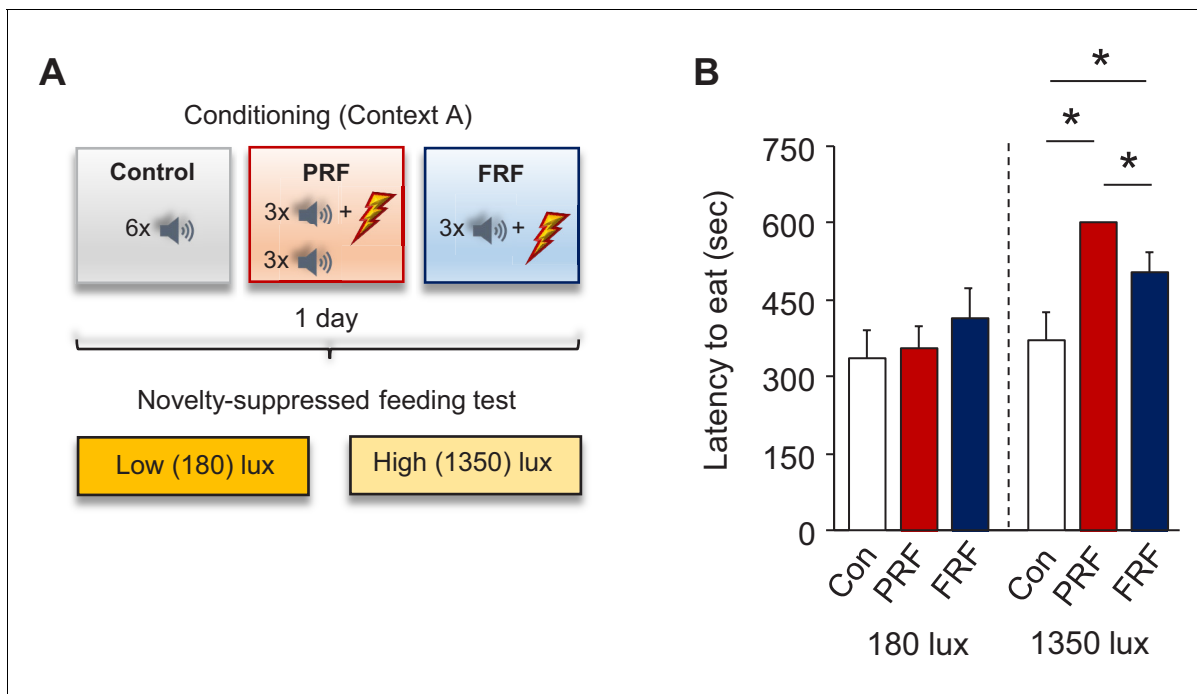 A
Conditioning (Context A)
Control
6x
PRF
3x +
3x
FRF
3x +
1 day
Novelty-suppressed feeding test
Low (180) lux
High (1350) lux
B
*
*
*
Latency to eat (sec)
750
600
450
300
150
0
Con PRF FRF Con PRF FRF
180 lux 1350 lux